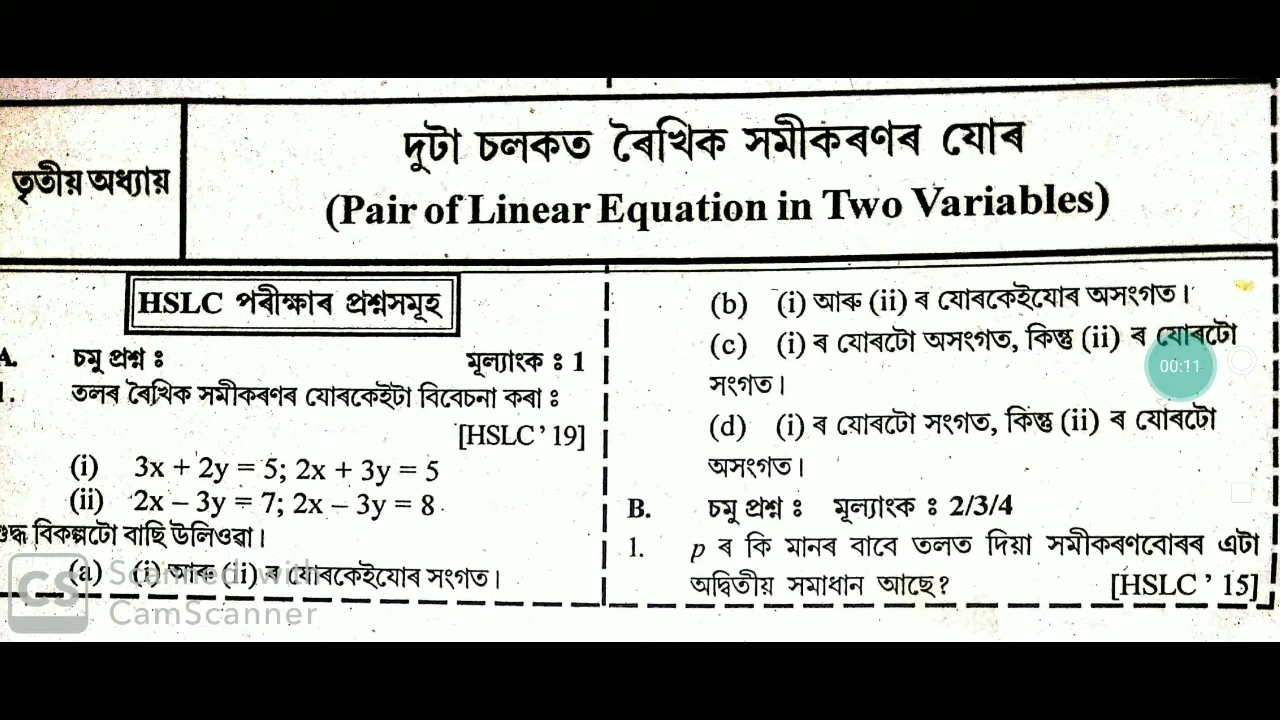 তৃতীয় অধ্যায়
দুটা চলকত ৰৈখিক সমীকৰণৰ যোৰ
(Pair of Linear Equation in Two Variables)
HSLC পৰীক্ষাৰ প্ৰশ্নসমূহ
A. চমু প্ৰশ্ন ঃ মূল্যাংক ঃ 1
1. তলৰ ৰৈখিক সমীকৰণৰ যোৰকেইটা বিবেচনা কৰা ঃ
[HSLC ’ 19]
(i) 3x + 2y = 5; 2x + 3y = 5
(ii) 2x – 3y = 7; 2x – 3y = 8
শুদ্ধ বিকল্পটো বাছি উলিওৱা।
(a) (i) আৰু (ii) ৰ যোৰকেইযোৰ সংগত।
(b) (i) আৰু (ii) ৰ যোৰকেইযোৰ অসংগত।
(c) (i) ৰ যোৰটো অসংগত, কিন্তু (ii) ৰ যোৰটো
সংগত।
(d) (i) ৰ যোৰটো সংগত, কিন্তু (ii) ৰ যোৰটো
অসংগত।
B. চমু প্ৰশ্ন ঃ মূল্যাংক ঃ 2/3/4
1. p ৰ কি মানৰ বাবে তলত দিয়া সমীকৰণবোৰৰ এটা
অদ্বিতীয় সমাধান আছে? [HSLC ’ 15]
00:11
CS Scanned with
CamScanner